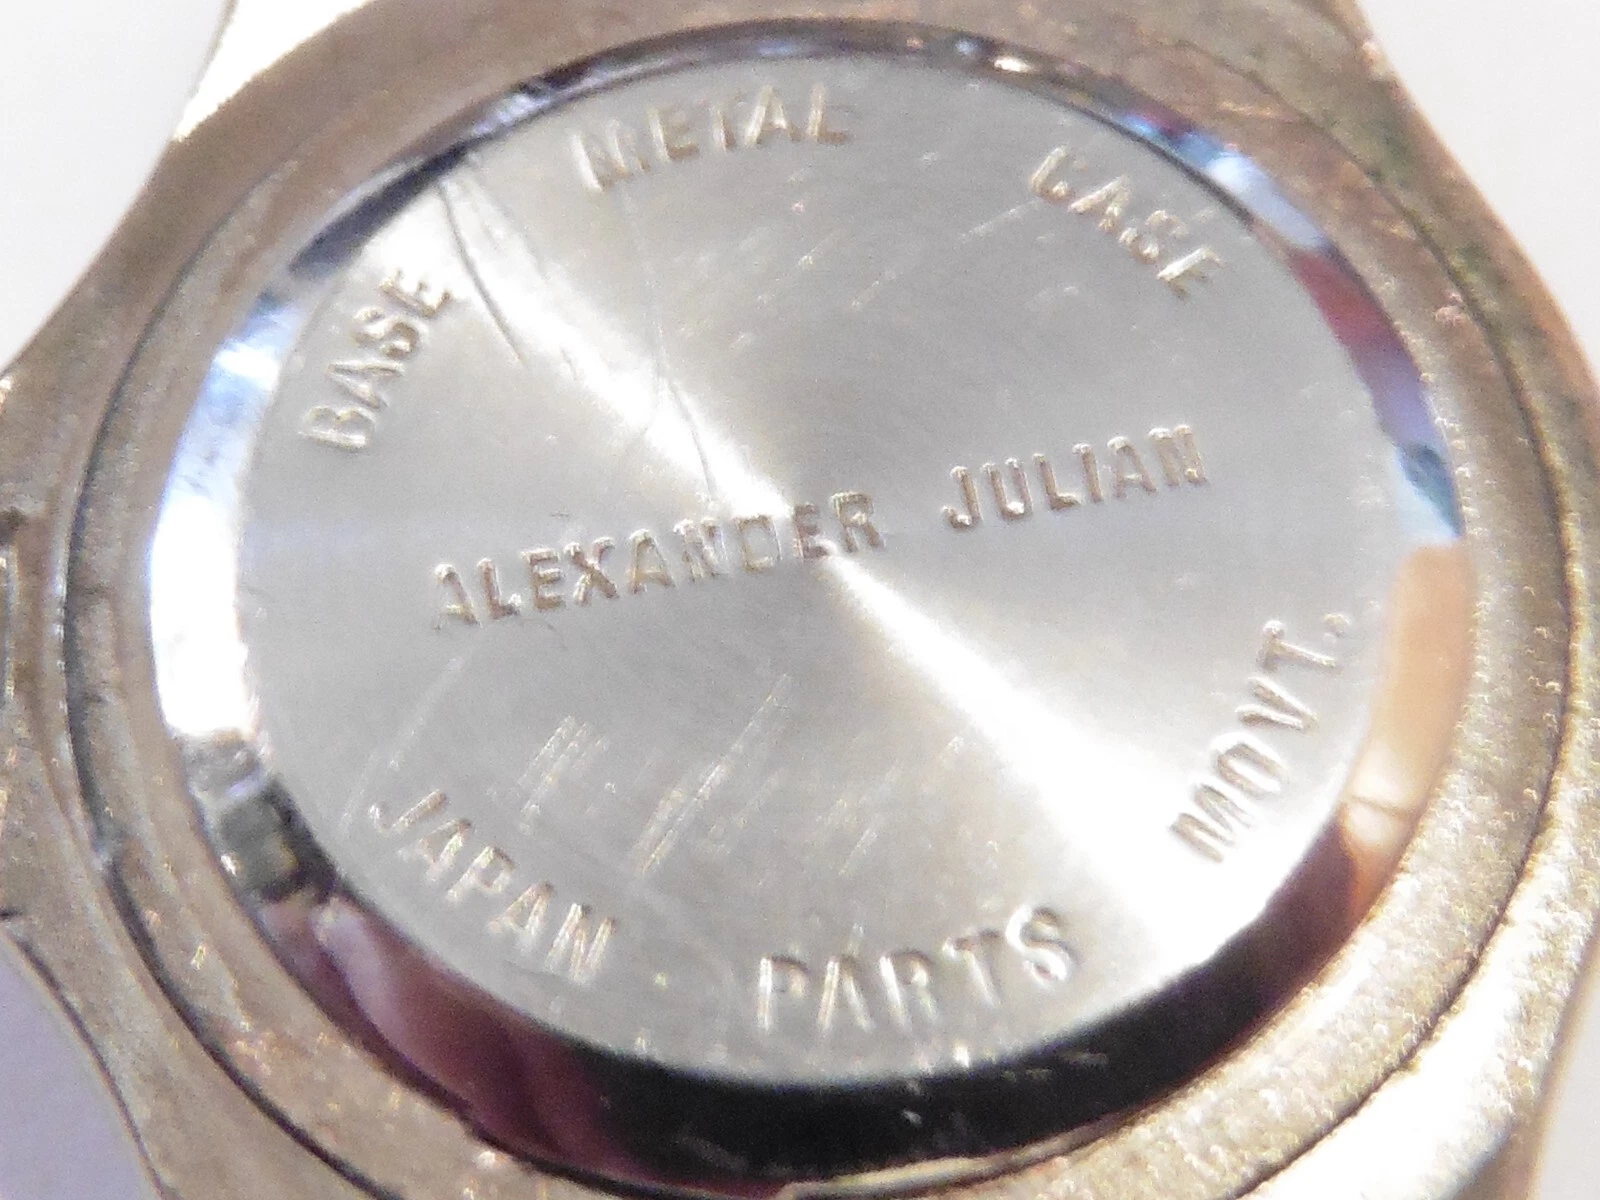 BASE METAL CASE
ALEXANDER JULIAN
JAPAN PARTS MOVT.